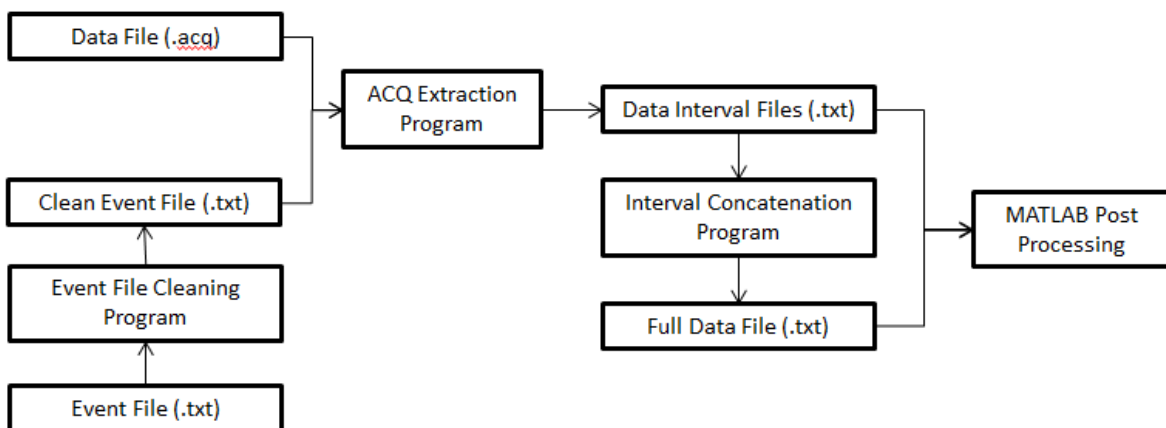 Data File (.acq)
ACQ Extraction
Program
Data Interval Files (.txt)
Clean Event File (.txt)
Interval Concatenation
Program
MATLAB Post
Processing
Event File Cleaning
Program
Full Data File (.txt)
Event File (.txt)